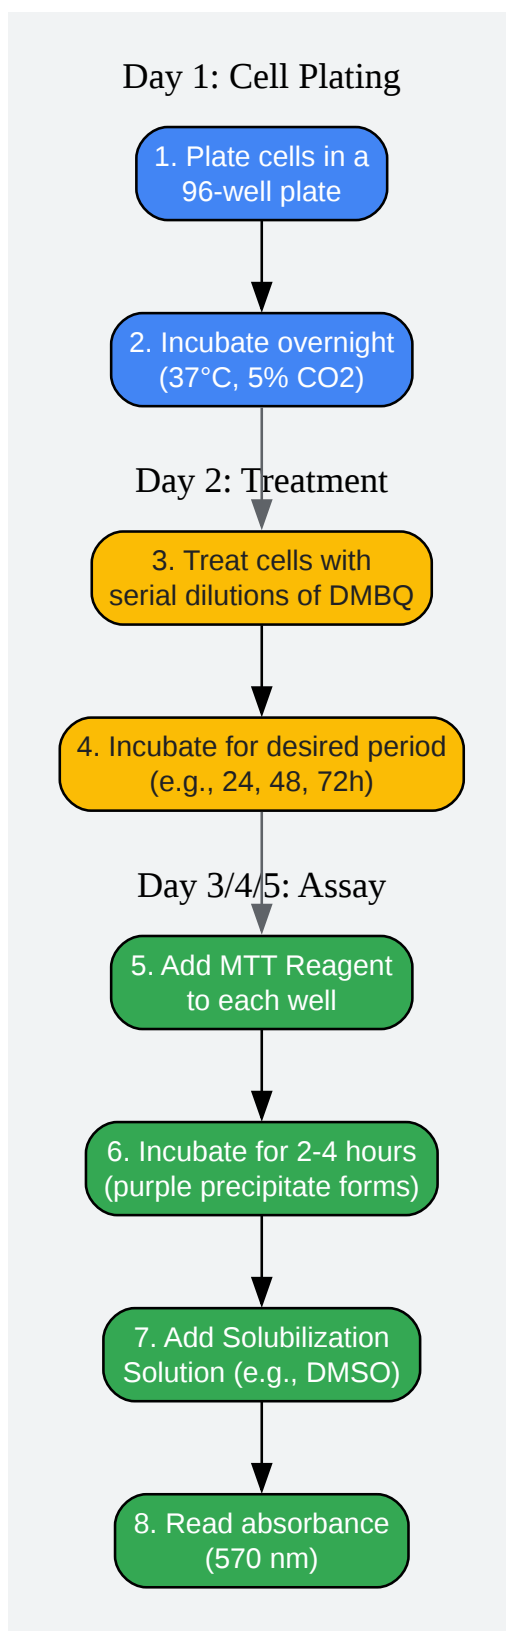 Day 1: Cell Plating
1. Plate cells in a
96-well plate
2. Incubate overnight
(37°C, 5% CO2)
Day 2: Treatment
3. Treat cells with
serial dilutions of DMBQ
4. Incubate for desired period
(e.g., 24, 48, 72h)
Day 3/4/5: Assay
5. Add MTT Reagent
to each well
6. Incubate for 2-4 hours
(purple precipitate forms)
7. Add Solubilization
Solution (e.g., DMSO)
8. Read absorbance
(570 nm)